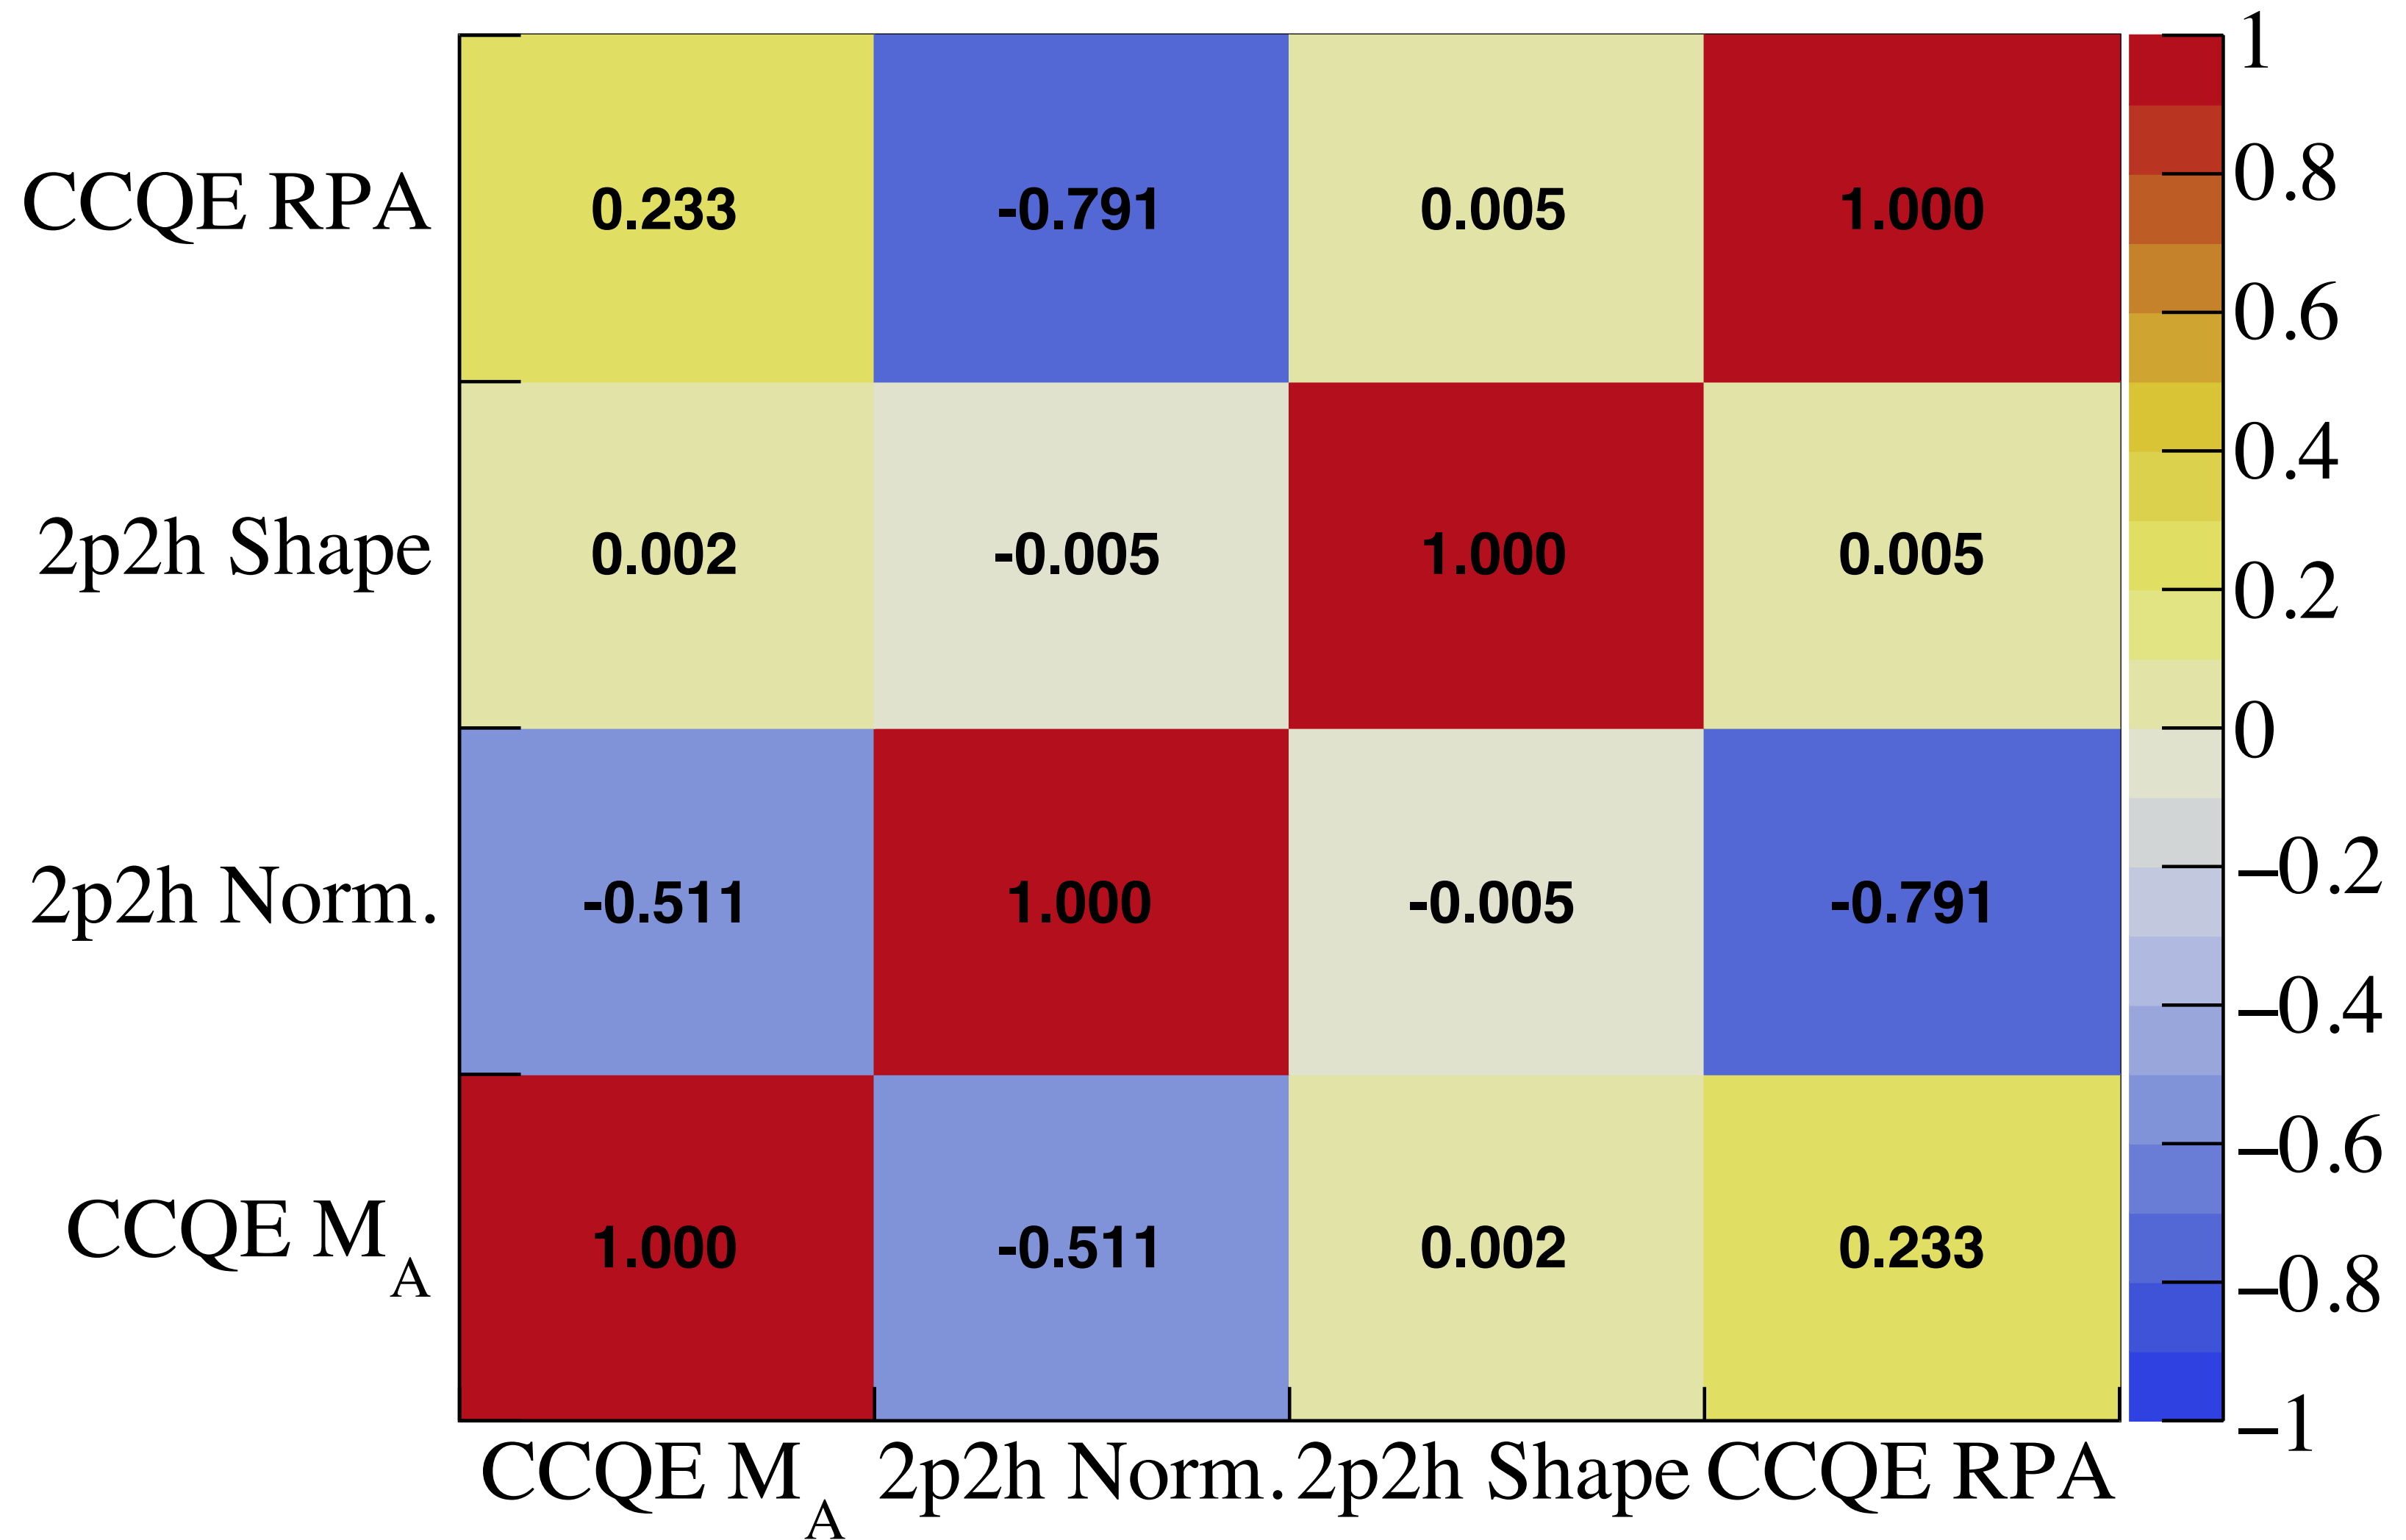 CCQE RPA 0.233 -0.791 0.005 1.000
2p2h Shape 0.002 -0.005 1.000 0.005
2p2h Norm. -0.511 1.000 -0.005 -0.791
CCQE M_A 1.000 -0.511 0.002 0.233
CCQE M_A 2p2h Norm. 2p2h Shape CCQE RPA
1
0.8
0.6
0.4
0.2
0
−0.2
−0.4
−0.6
−0.8
−1